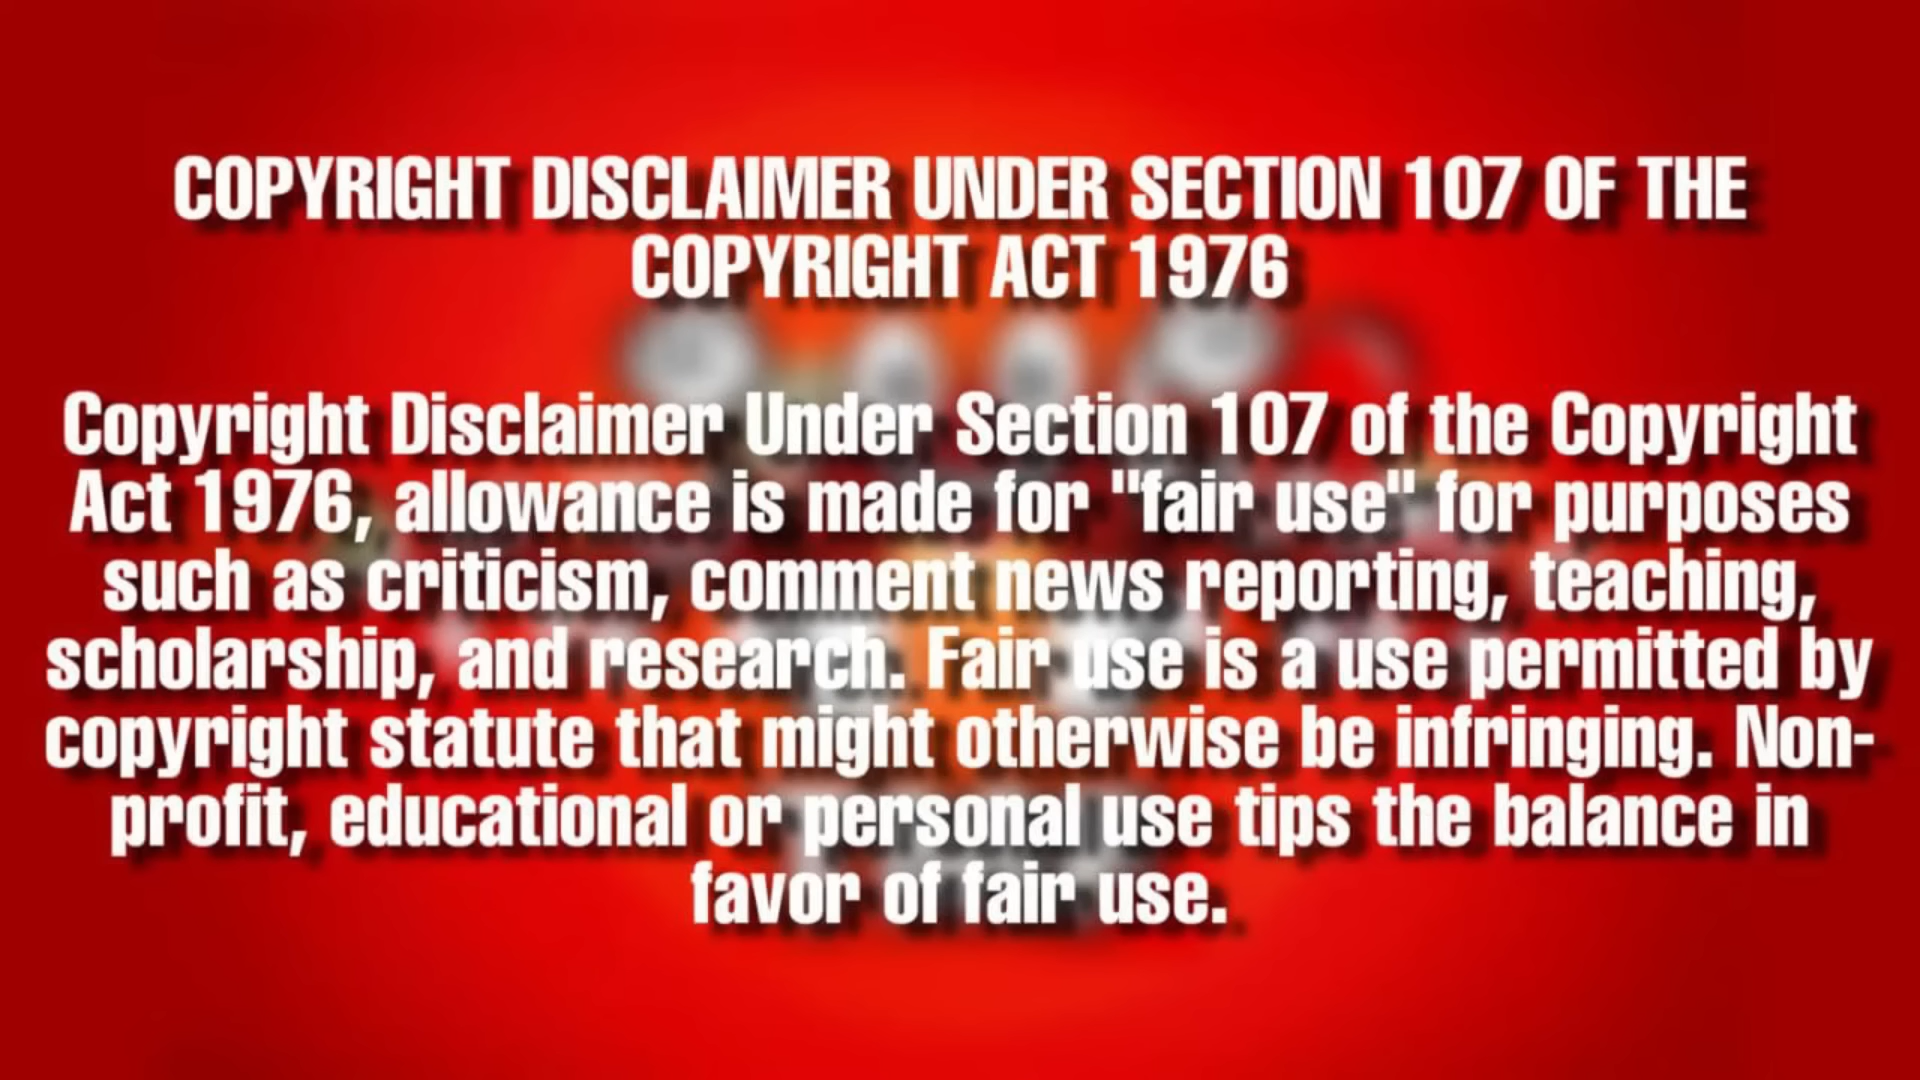 COPYRIGHT DISCLAIMER UNDER SECTION 107 OF THE
COPYRIGHT ACT 1976
Copyright Disclaimer Under Section 107 of the Copyright
Act 1976, allowance is made for "fair use" for purposes
such as criticism, comment news reporting, teaching,
scholarship, and research. Fair use is a use permitted by
copyright statute that might otherwise be infringing. Non-
profit, educational or personal use tips the balance in
favor of fair use.